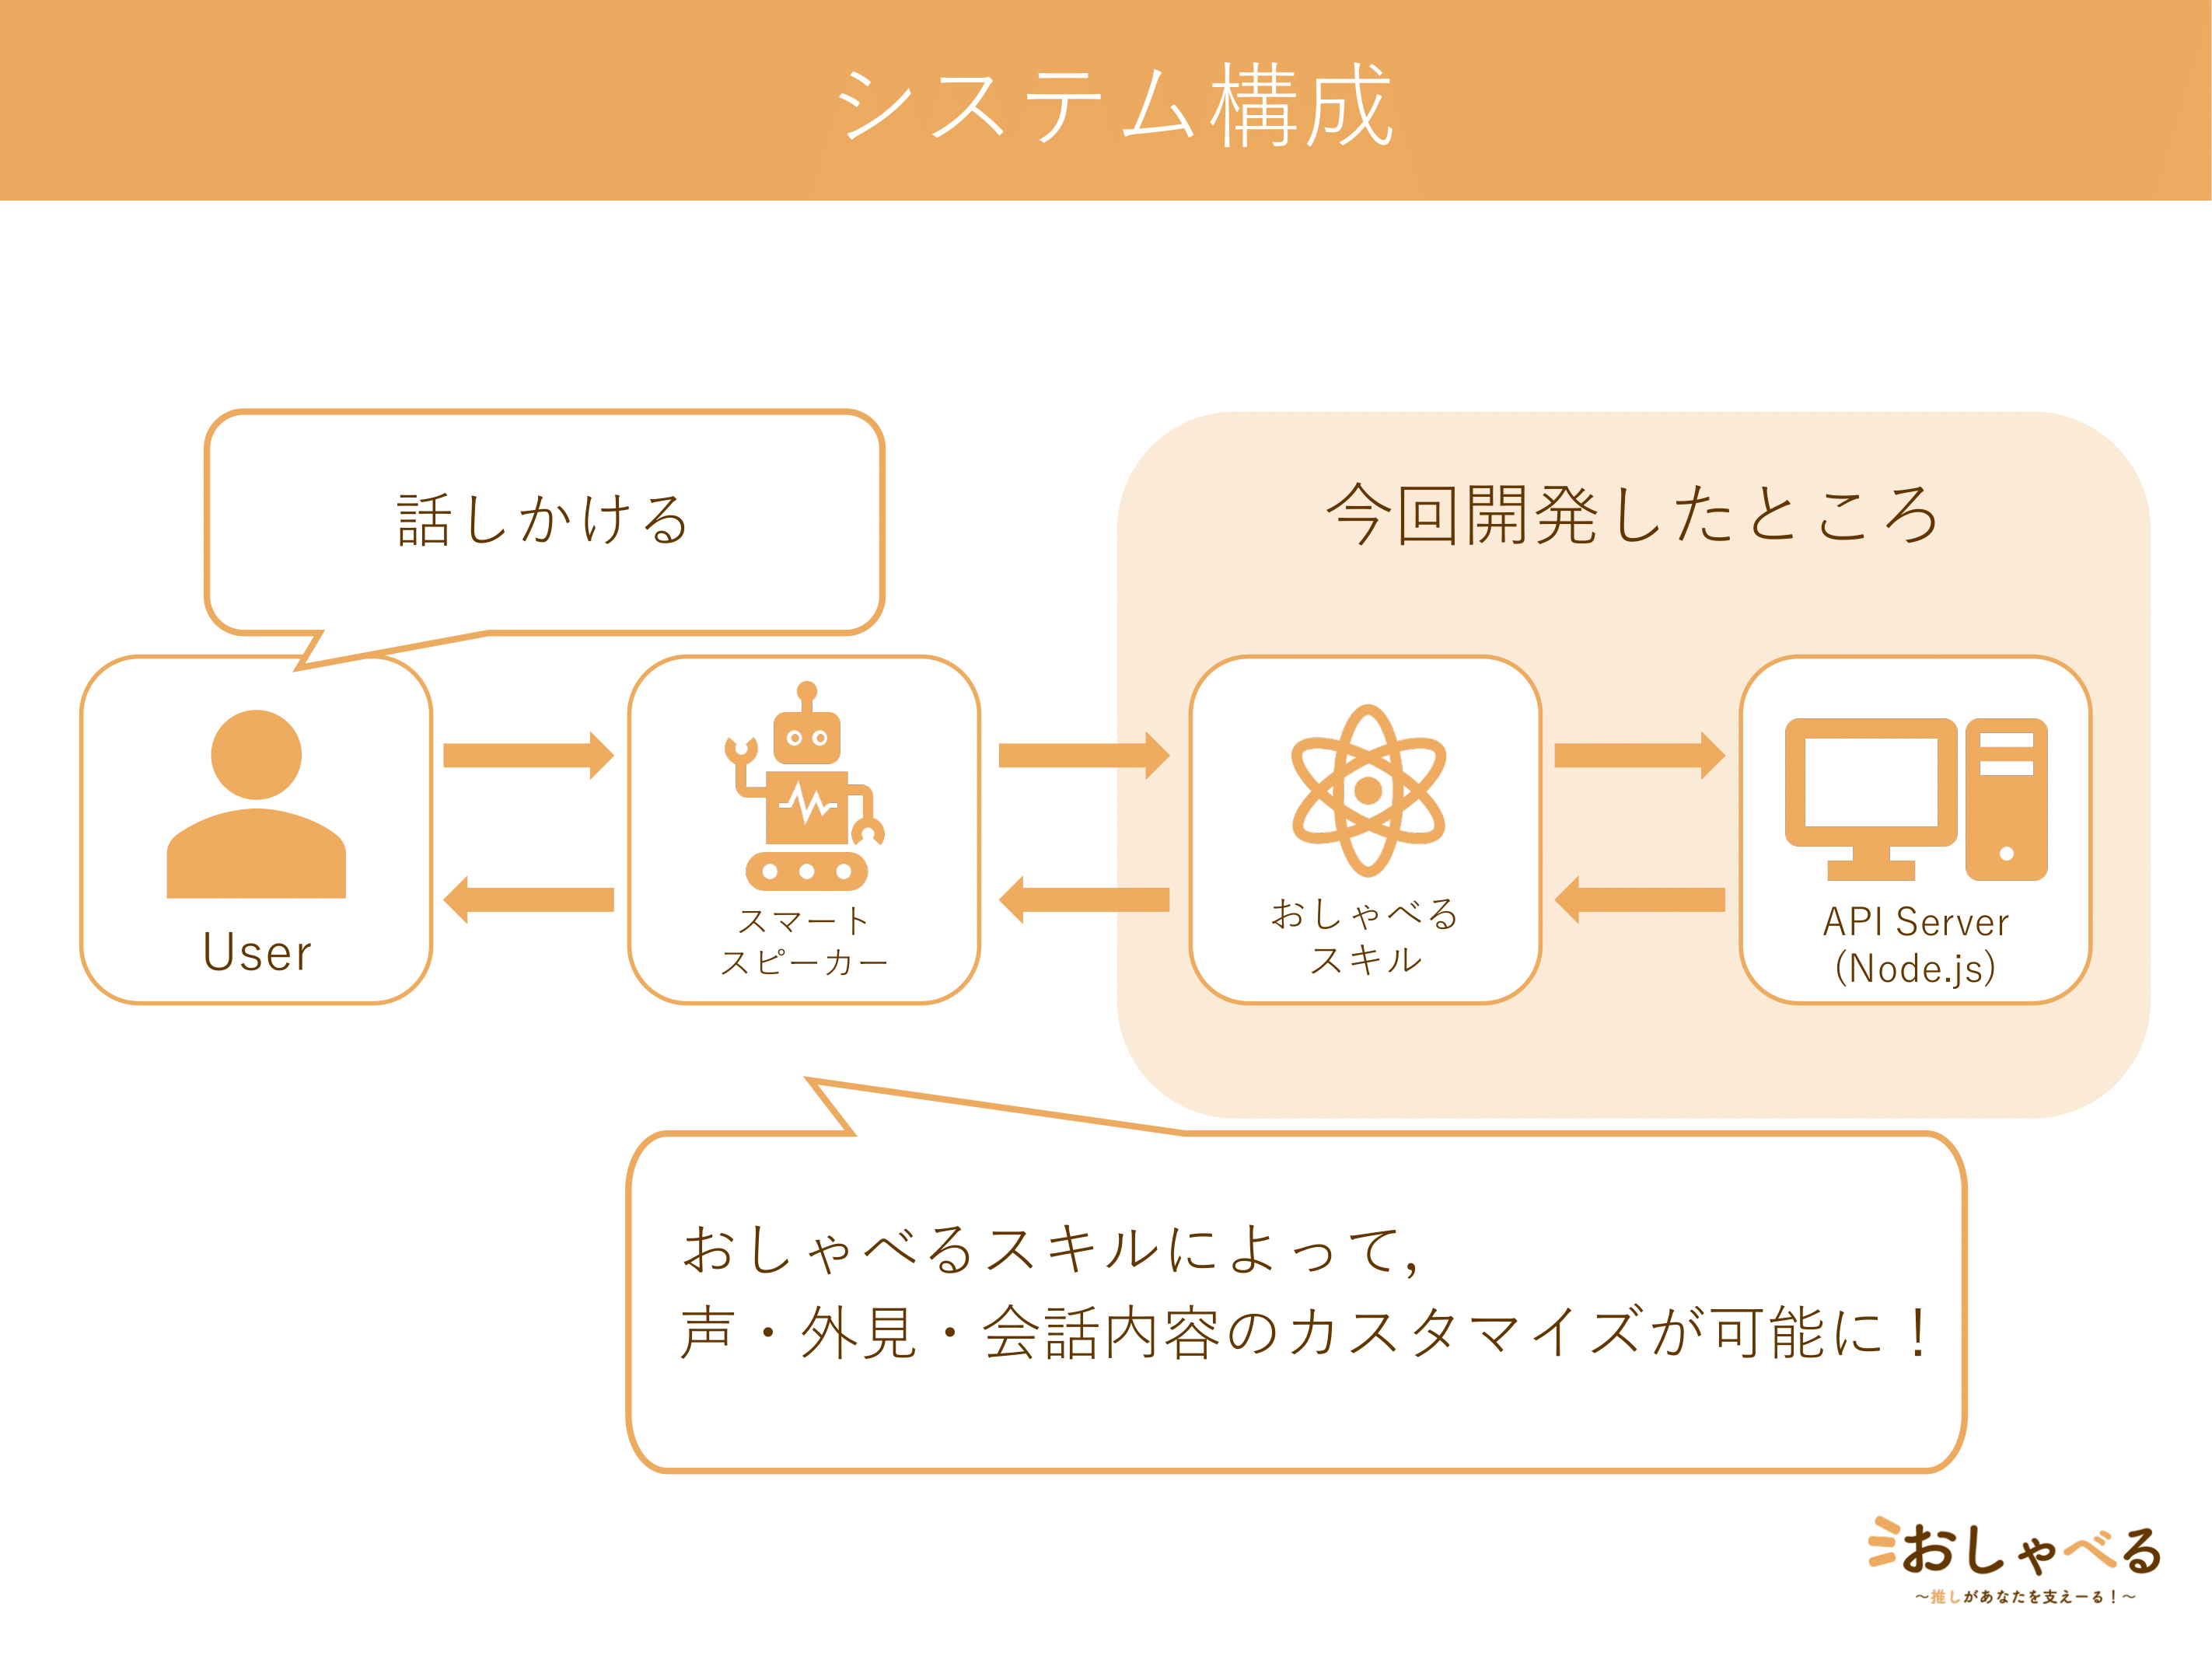 システム構成
話しかける
今回開発したところ
User
スマート
スピーカー
おしゃべる
スキル
API Server
(Node.js)
おしゃべるスキルによって,
声・外見・会話内容のカスタマイズが可能に！
おしゃべる
～推しがあなたを支えーる！～